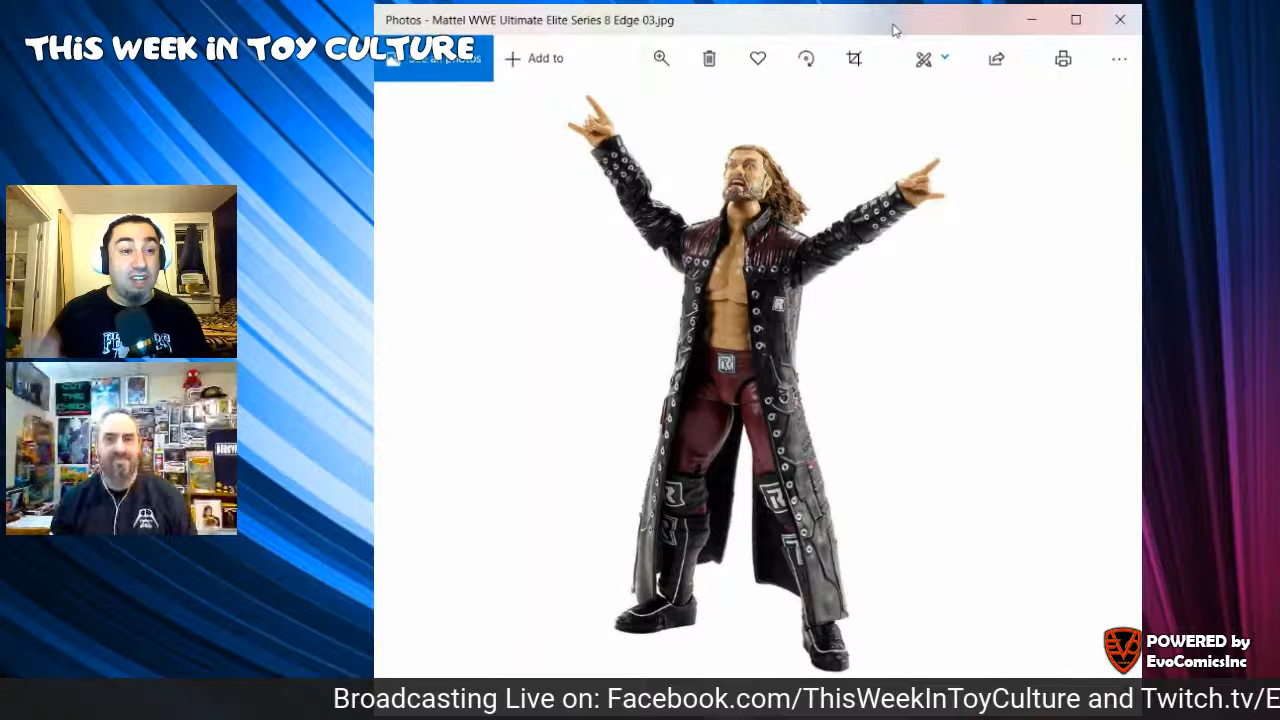 Photos - Mattel WWE Ultimate Elite Series 8 Edge 03.jpg
THiS WEEK iN TOY CULTURE
Add to
R
R
POWERED by
EvoComicsInc
Broadcasting Live on: Facebook.com/ThisWeekInToyCulture and Twitch.tv/E